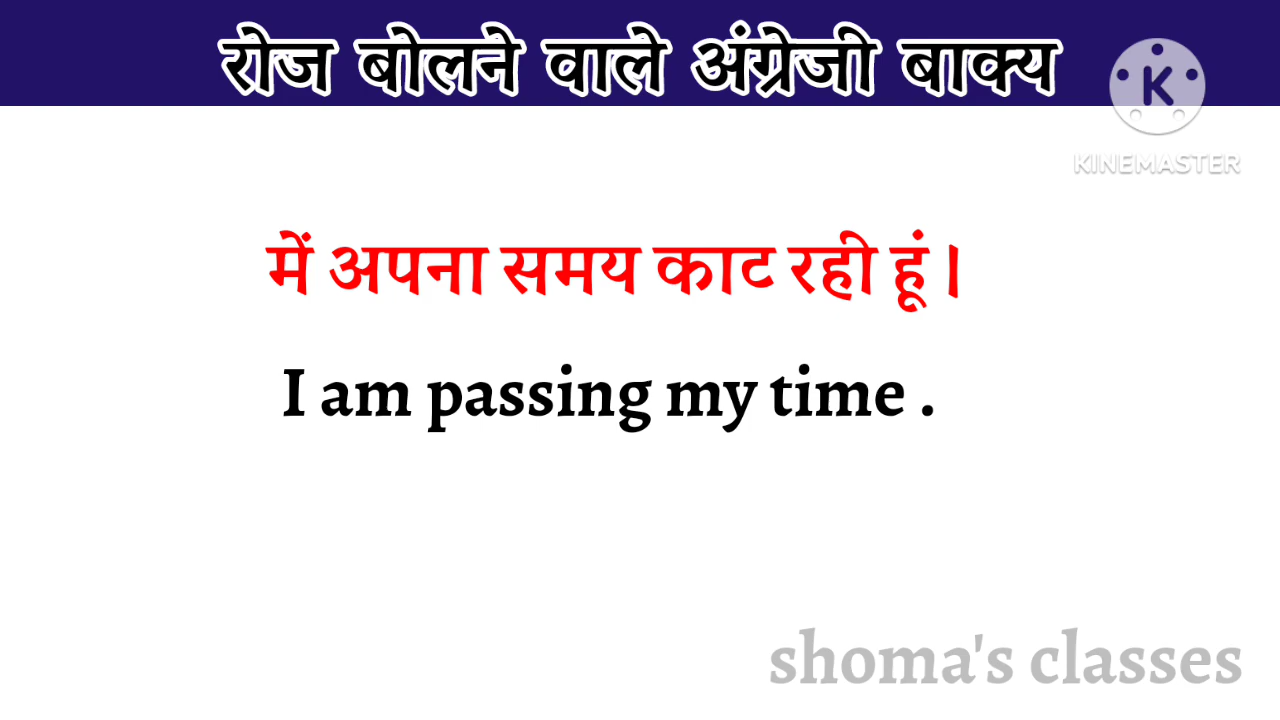 रोज बोलने वाले अंग्रेजी बाक्य
K
KINEMASTER
में अपना समय काट रही हूं।
I am passing my time .
shoma's classes